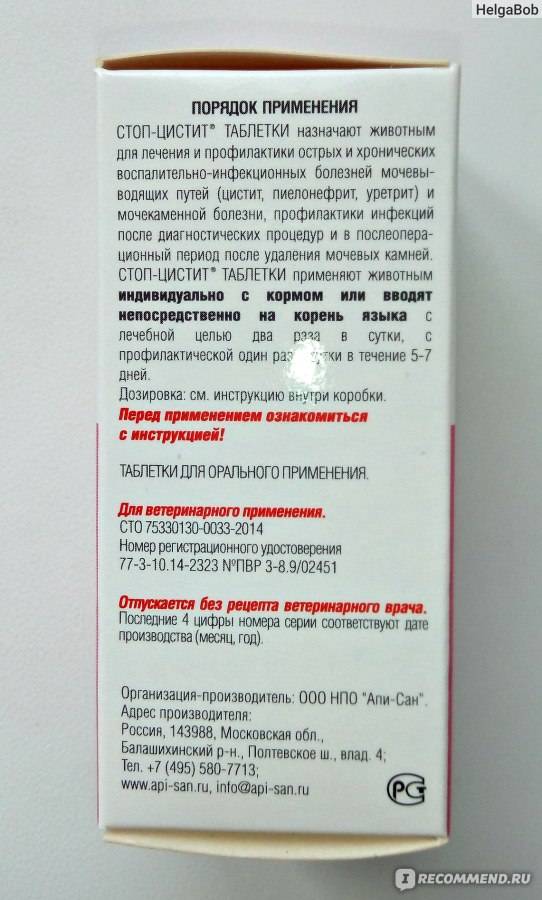 HelgaBob
ПОРЯДОК ПРИМЕНЕНИЯ
СТОП-ЦИСТИТ® ТАБЛЕТКИ назначают животным
для лечения и профилактики острых и хронических
воспалительно-инфекционных болезней мочевы-
водящих путей (цистит, пиелонефрит, уретрит) и
мочекаменной болезни, профилактики инфекций
после диагностических процедур и в послеопера-
ционный период после удаления мочевых камней.
СТОП-ЦИСТИТ® ТАБЛЕТКИ применяют животным
индивидуально с кормом или вводят
непосредственно на корень языка с
лечебной целью два раза в сутки, с
профилактической один раз сутки в течение 5-7
дней.
Дозировка: см. инструкцию внутри коробки.
Перед применением ознакомиться
с инструкцией!
ТАБЛЕТКИ ДЛЯ ОРАЛЬНОГО ПРИМЕНЕНИЯ.
Для ветеринарного применения.
СТО 75330130-0033-2014
Номер регистрационного удостоверения
77-3-10.14-2323 №ПВР 3-8.9/02451
Отпускается без рецепта ветеринарного врача.
Последние 4 цифры номера серии соответствуют дате
производства (месяц, год).
Организация-производитель: ООО НПО "Апи-Сан".
Адрес производителя:
Россия, 143988, Московская обл.,
Балашихинский р-н., Полтевское ш., влад. 4;
Тел. +7 (495) 580-7713;
www.api-san.ru, info@api-san.ru
РСТ
IRECOMMEND.RU